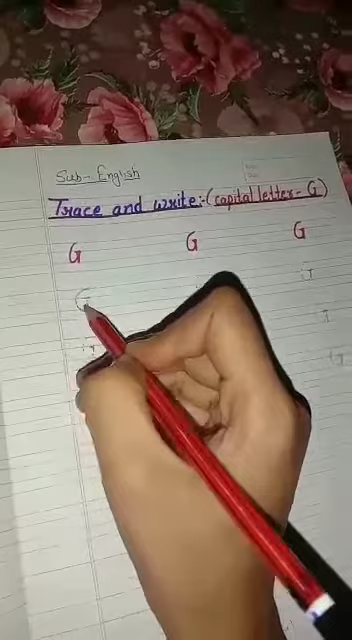 Sub- English
Trace and write:-(capital letter- G)
G G G
G G
G
G G